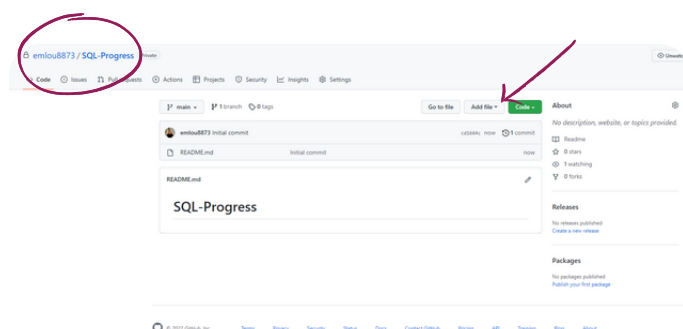 emlou8873 / SQL-Progress Private
Unwatch
Code Issues Pull requests Actions Projects Security Insights Settings
main 1 branch 0 tags Go to file Add file Code
About
No description, website, or topics provided.
emlou8873 Initial commit now 1 commit
README.md Initial commit now
Readme
0 stars
1 watching
0 forks
README.md
SQL-Progress
Releases
No releases published
Create a new release
Packages
No packages published
Publish your first package
© 2022 GitHub, Inc. Terms Privacy Security Status Docs Contact GitHub Pricing API Training Blog About